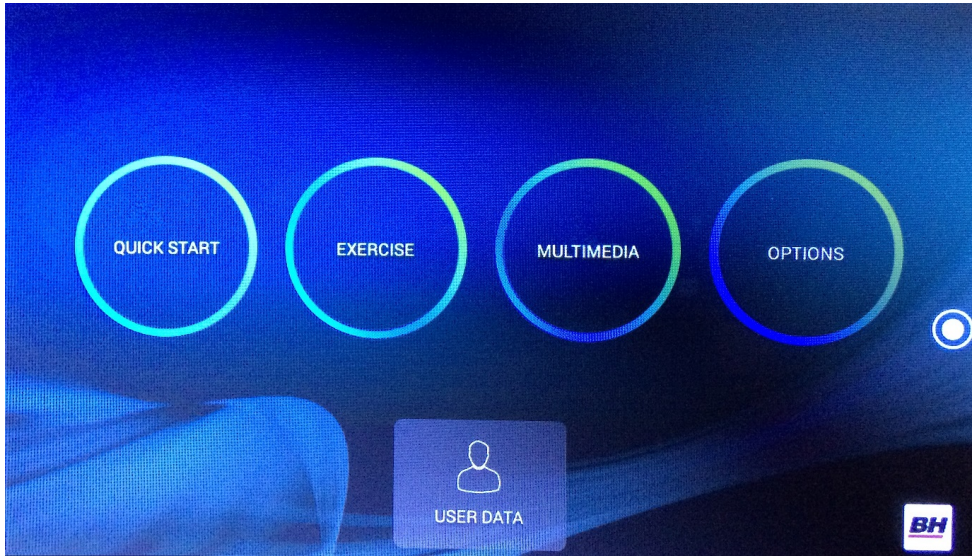 QUICK START
EXERCISE
MULTIMEDIA
OPTIONS
USER DATA
BH